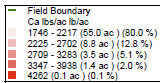 Field Boundary
Ca lbs/ac lb/ac
1746 - 2217 (55.0 ac ) (80.0 %)
2225 - 2702 (8.8 ac ) (12.8 %)
2709 - 3283 (3.5 ac ) (5.1 %)
3347 - 3938 (1.4 ac ) (2.0 %)
4262 (0.1 ac ) (0.1 %)